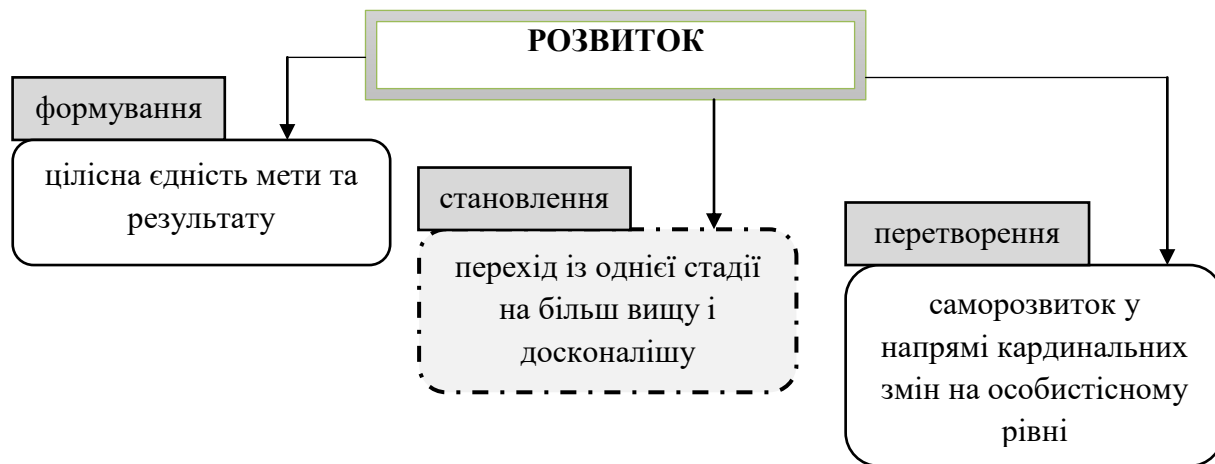 РОЗВИТОК
формування
цілісна єдність мети та
результату
становлення
перехід із однієї стадії
на більш вищу і
досконалішу
перетворення
саморозвиток у
напрямі кардинальних
змін на особистісному
рівні